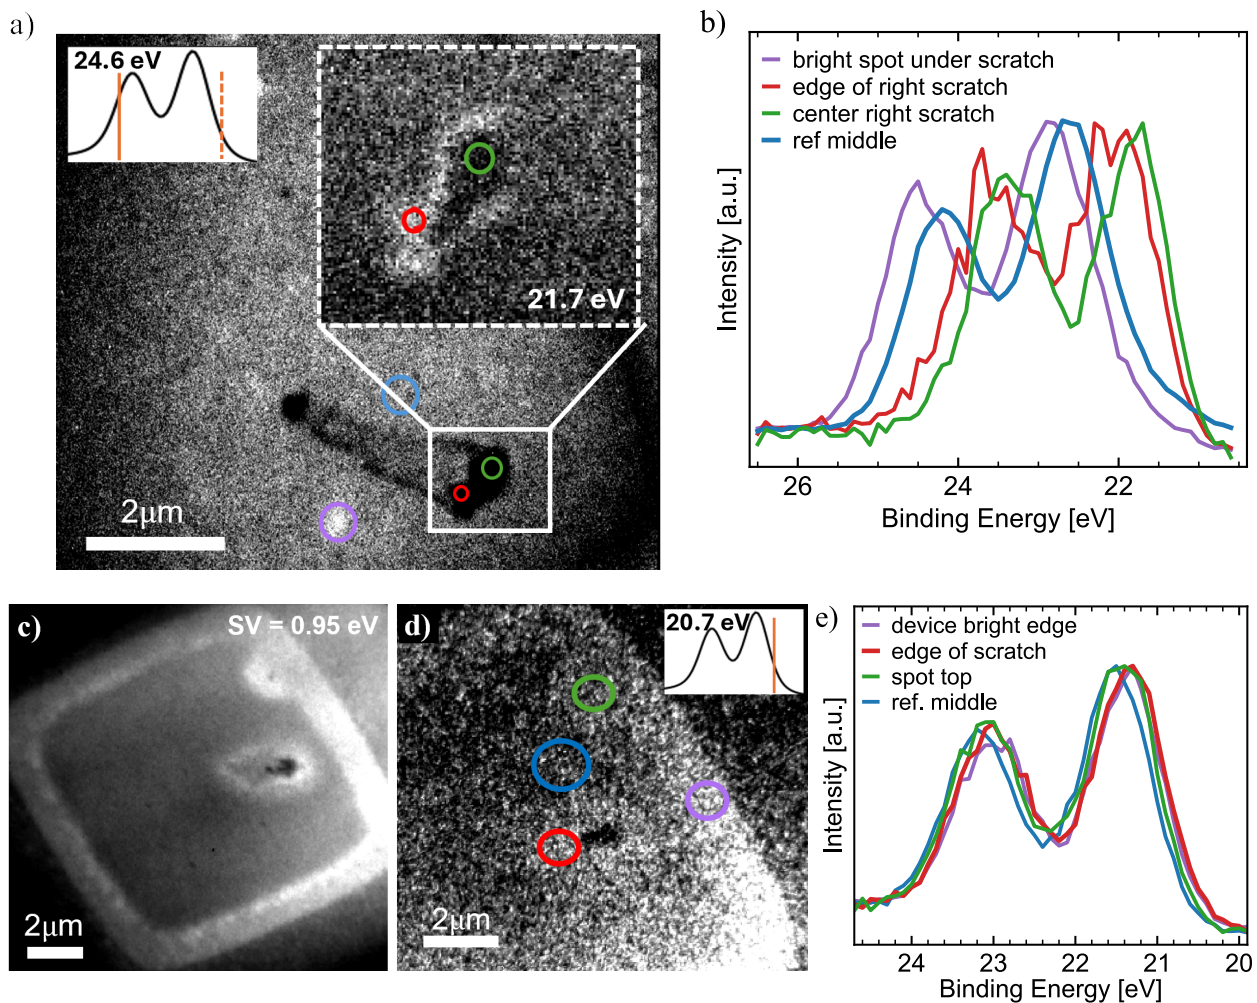 a)
24.6 eV
21.7 eV
2μm
b)
bright spot under scratch
edge of right scratch
center right scratch
ref middle
Intensity [a.u.]
26
24
22
Binding Energy [eV]
c)
SV = 0.95 eV
2μm
d)
20.7 eV
2μm
e)
device bright edge
edge of scratch
spot top
ref. middle
Intensity [a.u.]
24
23
22
21
20
Binding Energy [eV]